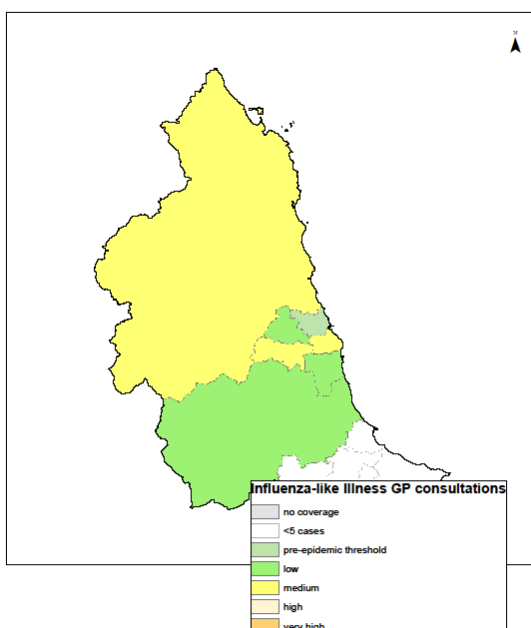 N
Influenza-like Illness GP consultations
no coverage
<5 cases
pre-epidemic threshold
low
medium
high
very high